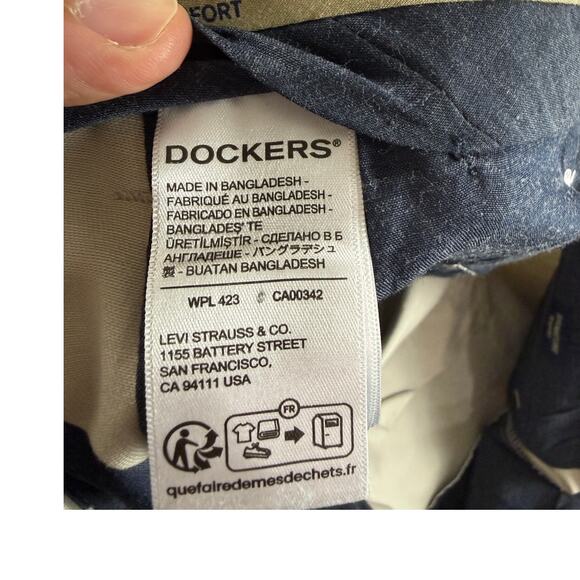 FORT
DOCKERS®
MADE IN BANGLADESH -
FABRIQUÉ AU BANGLADESH -
FABRICADO EN BANGLADESH -
BANGLADEŞ' TE
ÜRETİLMİŞTİR - СДЕЛАНО В Б
АНГЛАДЕШЕ - バングラデシュ
製 - BUATAN BANGLADESH
WPL 423 CA00342
LEVI STRAUSS & CO.
1155 BATTERY STREET
SAN FRANCISCO,
CA 94111 USA
FR
quefairedemesdechets.fr